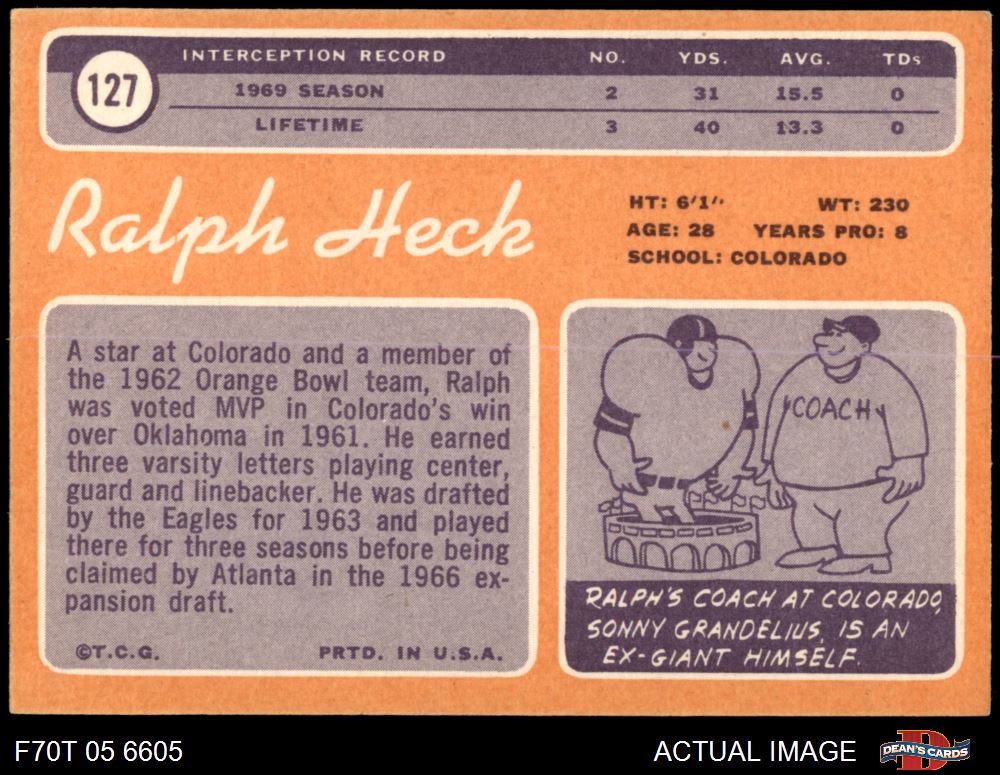 127
INTERCEPTION RECORD NO. YDS. AVG. TDs
1969 SEASON 2 31 15.5 0
LIFETIME 3 40 13.3 0
Ralph Heck
HT: 6'1" WT: 230
AGE: 28 YEARS PRO: 8
SCHOOL: COLORADO
A star at Colorado and a member of
the 1962 Orange Bowl team, Ralph
was voted MVP in Colorado's win
over Oklahoma in 1961. He earned
three varsity letters playing center,
guard and linebacker. He was drafted
by the Eagles for 1963 and played
there for three seasons before being
claimed by Atlanta in the 1966 ex-
pansion draft.
©T.C.G. PRTD. IN U.S.A.
COACH
RALPH'S COACH AT COLORADO,
SONNY GRANDELIUS, IS AN
EX-GIANT HIMSELF.
F70T 05 6605 ACTUAL IMAGE D DEAN'S CARDS